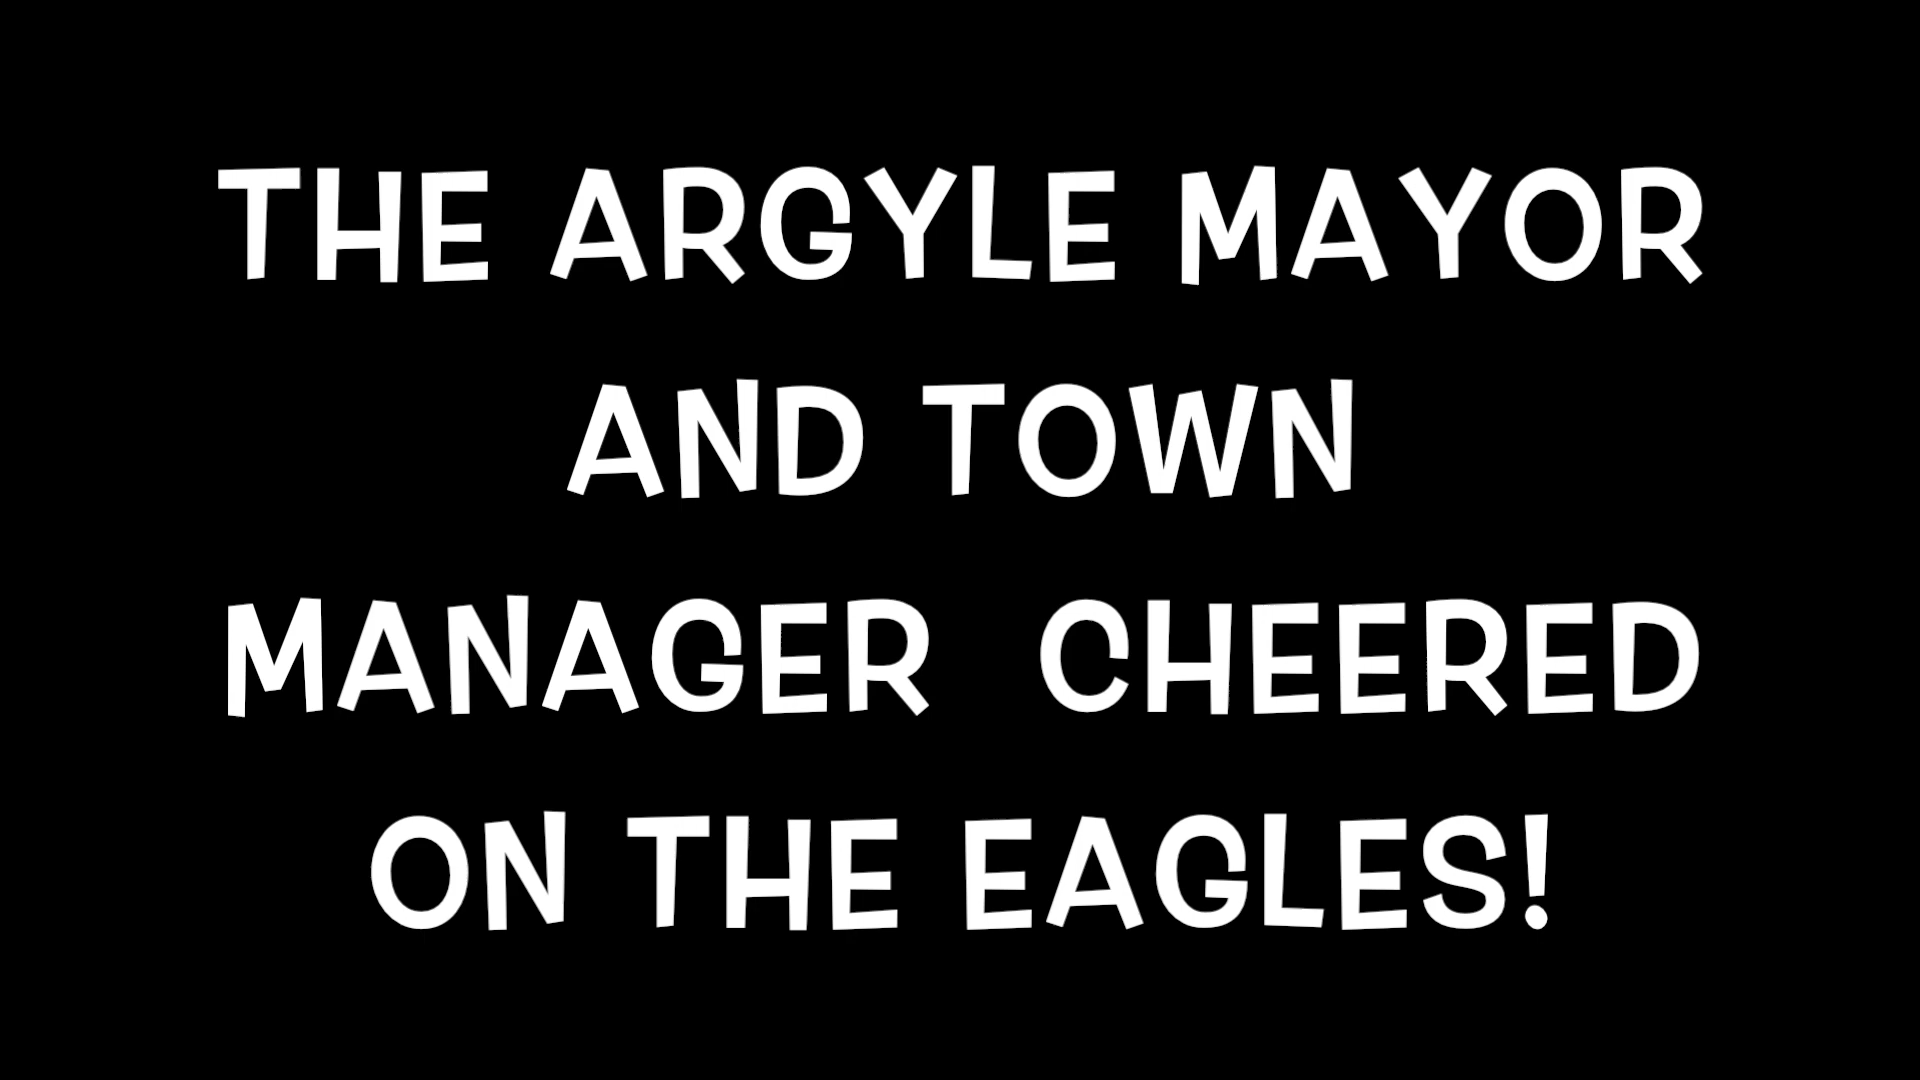 THE ARGYLE MAYOR
AND TOWN
MANAGER  CHEERED
ON THE EAGLES!